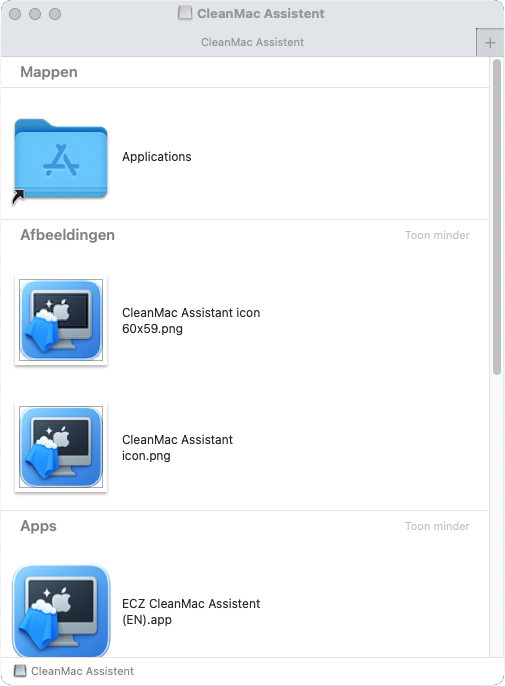 CleanMac Assistent
CleanMac Assistent
+
Mappen
Applications
Afbeeldingen
Toon minder
CleanMac Assistant icon
60x59.png
CleanMac Assistant
icon.png
Apps
Toon minder
ECZ CleanMac Assistent
(EN).app
CleanMac Assistent